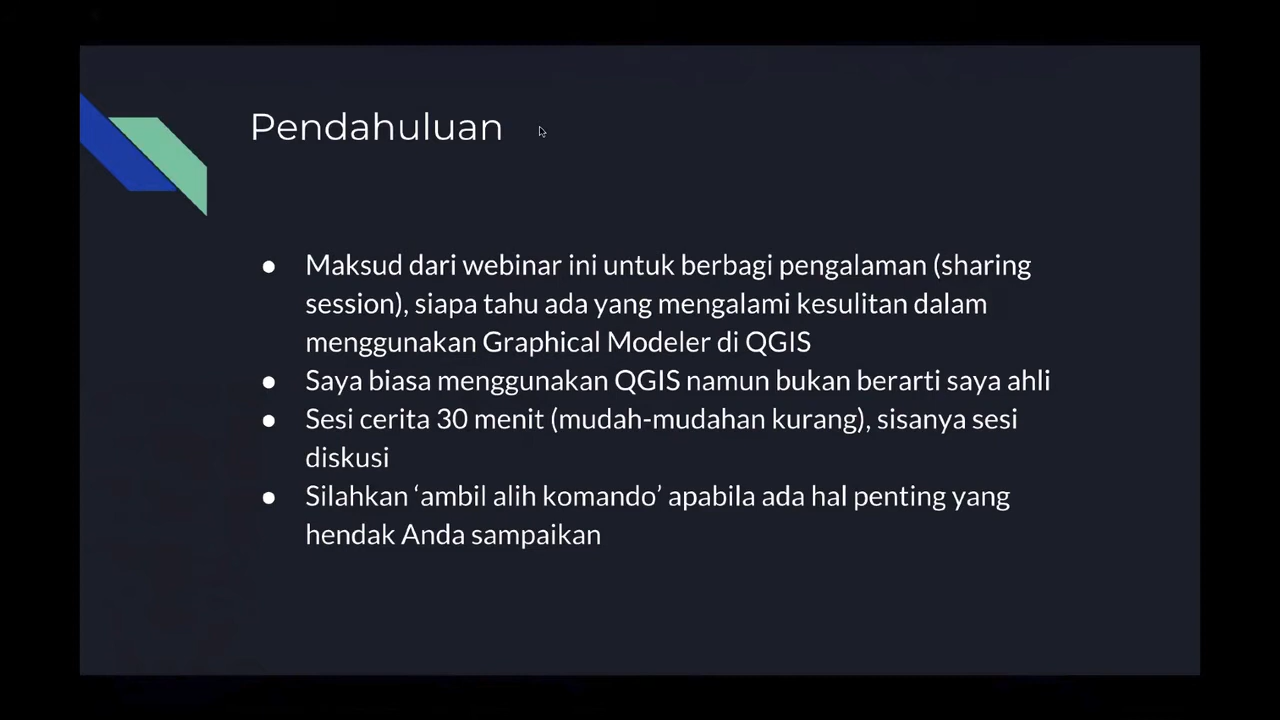 Pendahuluan
● Maksud dari webinar ini untuk berbagi pengalaman (sharing
session), siapa tahu ada yang mengalami kesulitan dalam
menggunakan Graphical Modeler di QGIS
● Saya biasa menggunakan QGIS namun bukan berarti saya ahli
● Sesi cerita 30 menit (mudah-mudahan kurang), sisanya sesi
diskusi
● Silahkan ‘ambil alih komando’ apabila ada hal penting yang
hendak Anda sampaikan